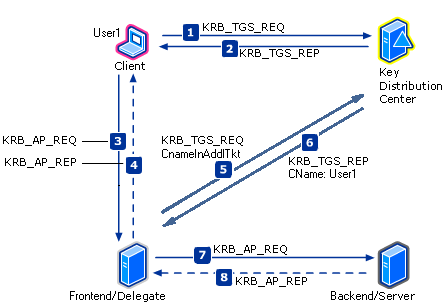 User1
1
KRB_TGS_REQ
2
KRB_TGS_REP
Client
Key
Distribution
Center
KRB_AP_REQ
3
KRB_AP_REP
4
KRB_TGS_REQ
CnameInAddlTkt
5
6
KRB_TGS_REP
CName: User1
7
KRB_AP_REQ
8
KRB_AP_REP
Frontend/Delegate
Backend/Server